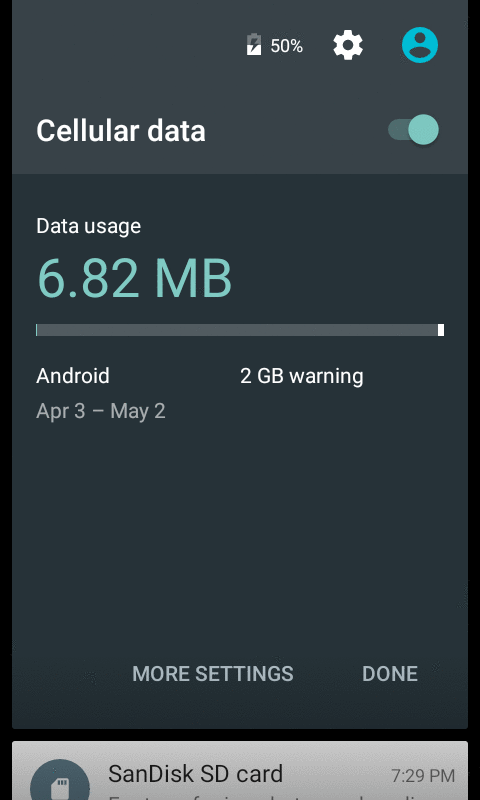 50%
Cellular data
Data usage
6.82 MB
Android 2 GB warning
Apr 3 – May 2
MORE SETTINGS DONE
SanDisk SD card 7:29 PM